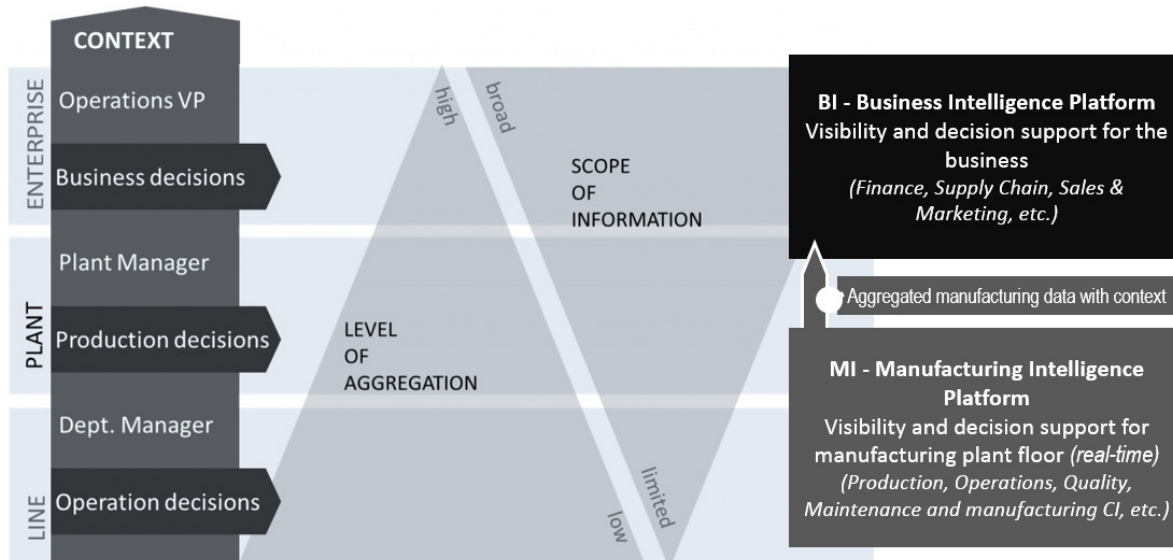 CONTEXT
ENTERPRISE
Operations VP
Business decisions
PLANT
Plant Manager
Production decisions
LINE
Dept. Manager
Operation decisions
high
broad
LEVEL
OF
AGGREGATION
SCOPE
OF
INFORMATION
low
limited
BI - Business Intelligence Platform
Visibility and decision support for the
business
(Finance, Supply Chain, Sales &
Marketing, etc.)
Aggregated manufacturing data with context
MI - Manufacturing Intelligence
Platform
Visibility and decision support for
manufacturing plant floor (real-time)
(Production, Operations, Quality,
Maintenance and manufacturing CI, etc.)